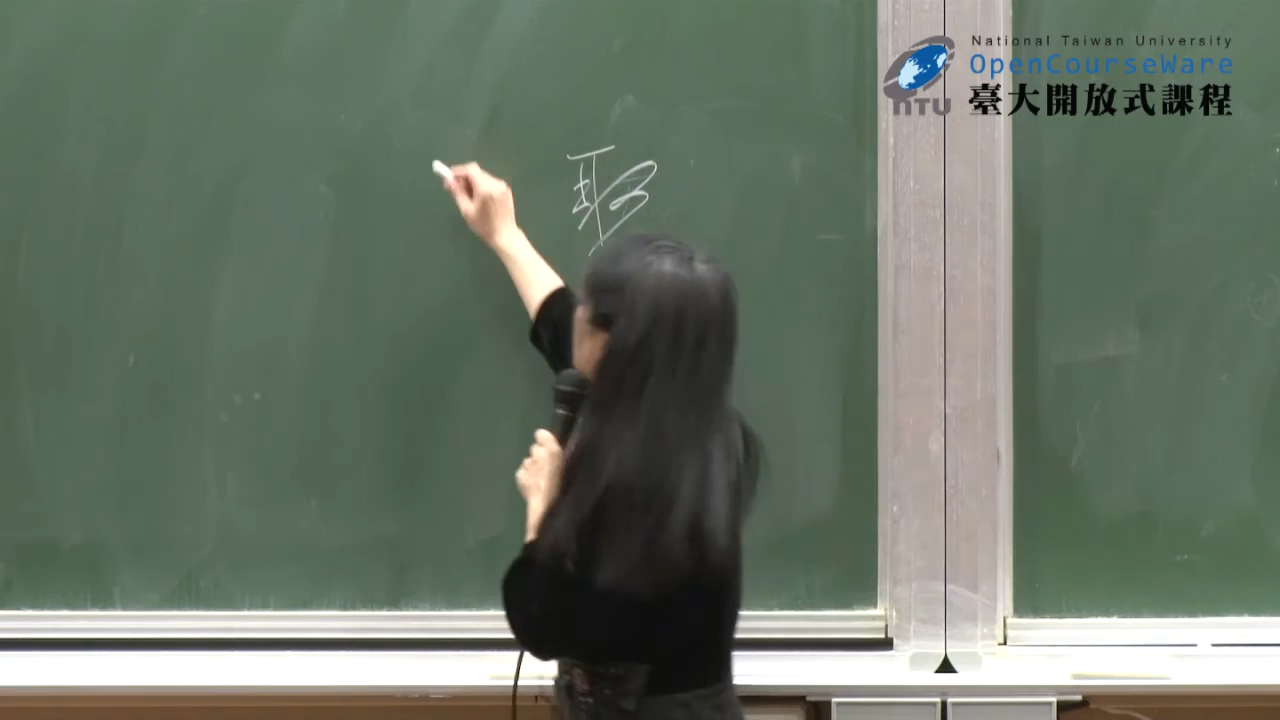 National Taiwan University
OpenCourseWare
NTU
臺大開放式課程